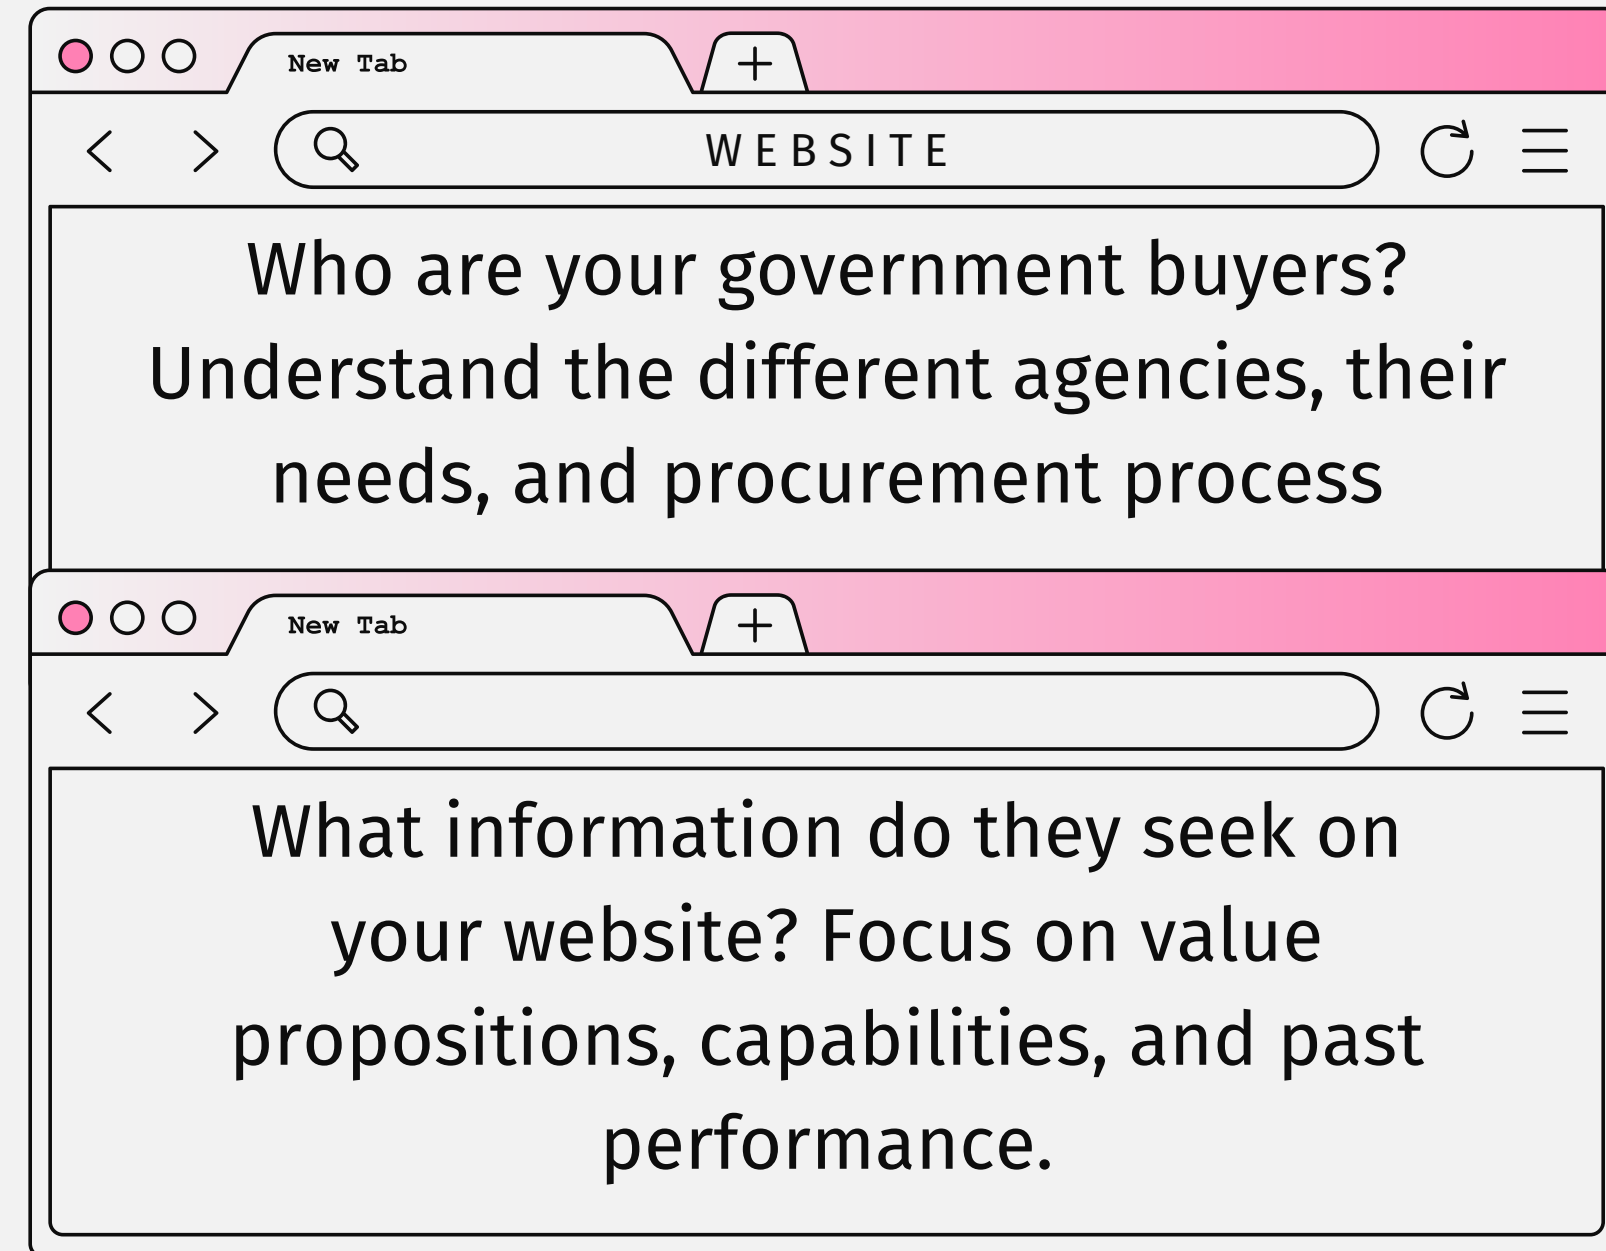 New Tab
WEBSITE
Who are your government buyers?
Understand the different agencies, their
needs, and procurement process
New Tab
What information do they seek on
your website? Focus on value
propositions, capabilities, and past
performance.